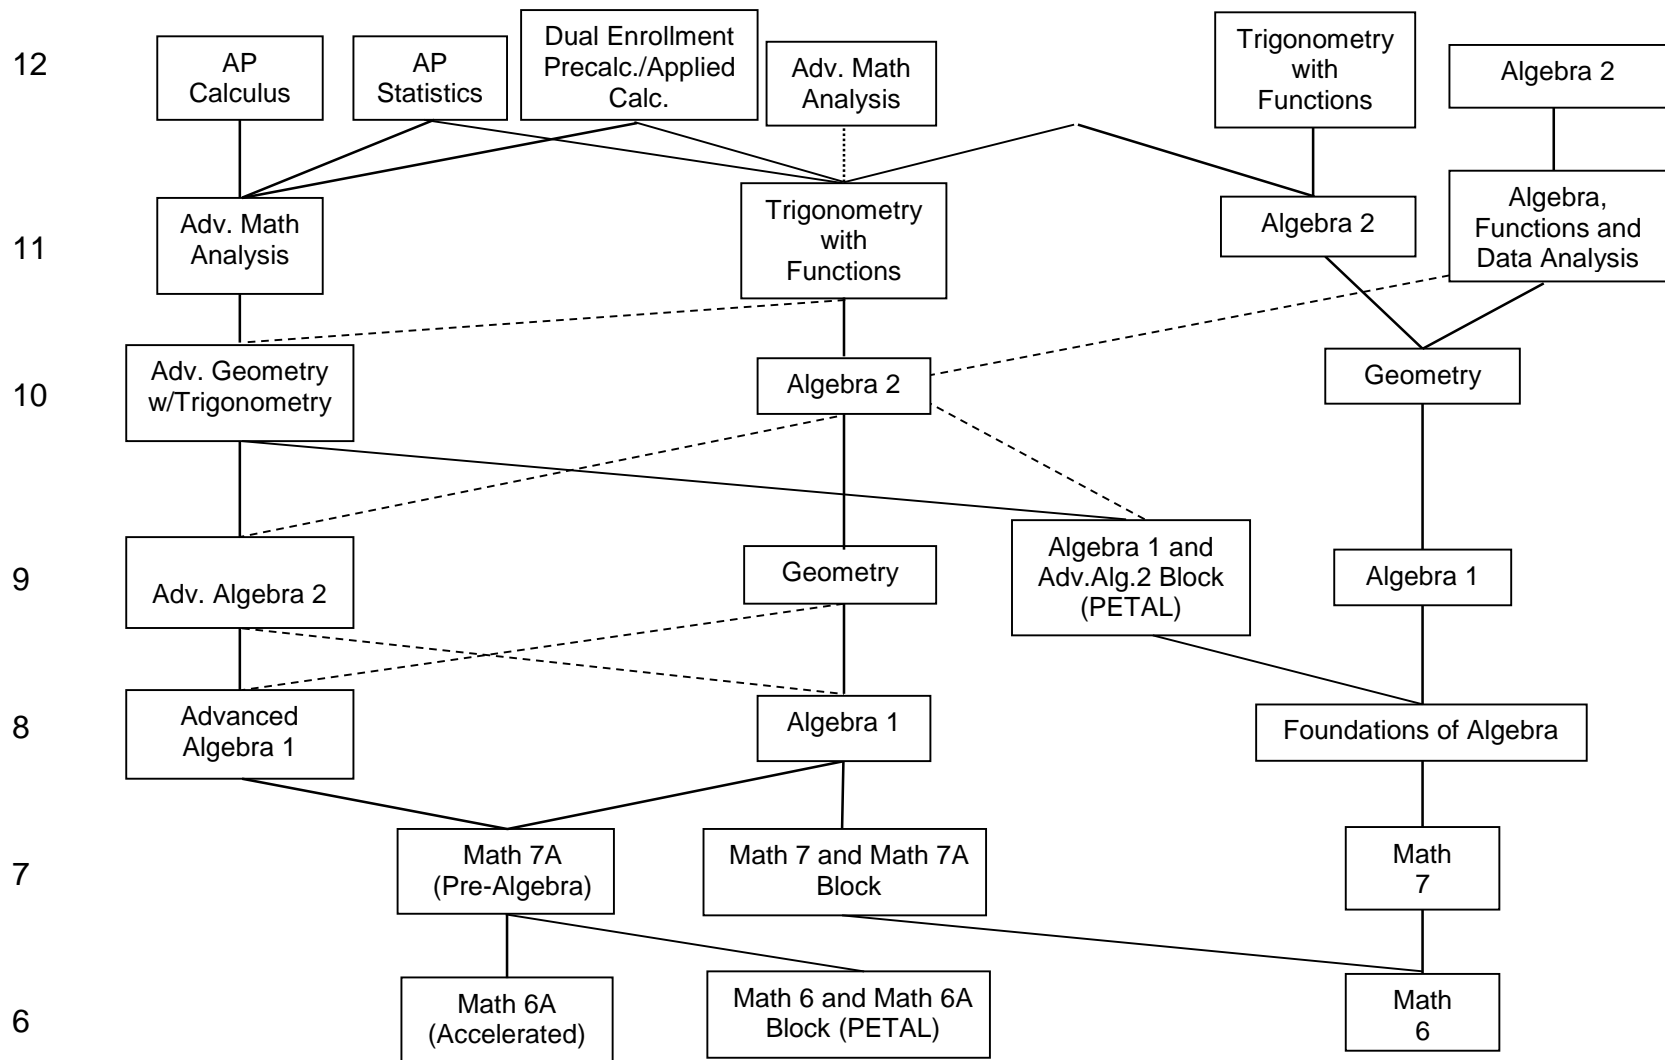 12
AP
Calculus
AP
Statistics
Dual Enrollment
Precalc./Applied
Calc.
Adv. Math
Analysis
Trigonometry
with
Functions
Algebra 2
11
Adv. Math
Analysis
Trigonometry
with
Functions
Algebra 2
Algebra,
Functions and
Data Analysis
10
Adv. Geometry
w/Trigonometry
Algebra 2
Geometry
9
Adv. Algebra 2
Geometry
Algebra 1 and
Adv.Alg.2 Block
(PETAL)
Algebra 1
8
Advanced
Algebra 1
Algebra 1
Foundations of Algebra
7
Math 7A
(Pre-Algebra)
Math 7 and Math 7A
Block
Math
7
6
Math 6A
(Accelerated)
Math 6 and Math 6A
Block (PETAL)
Math
6